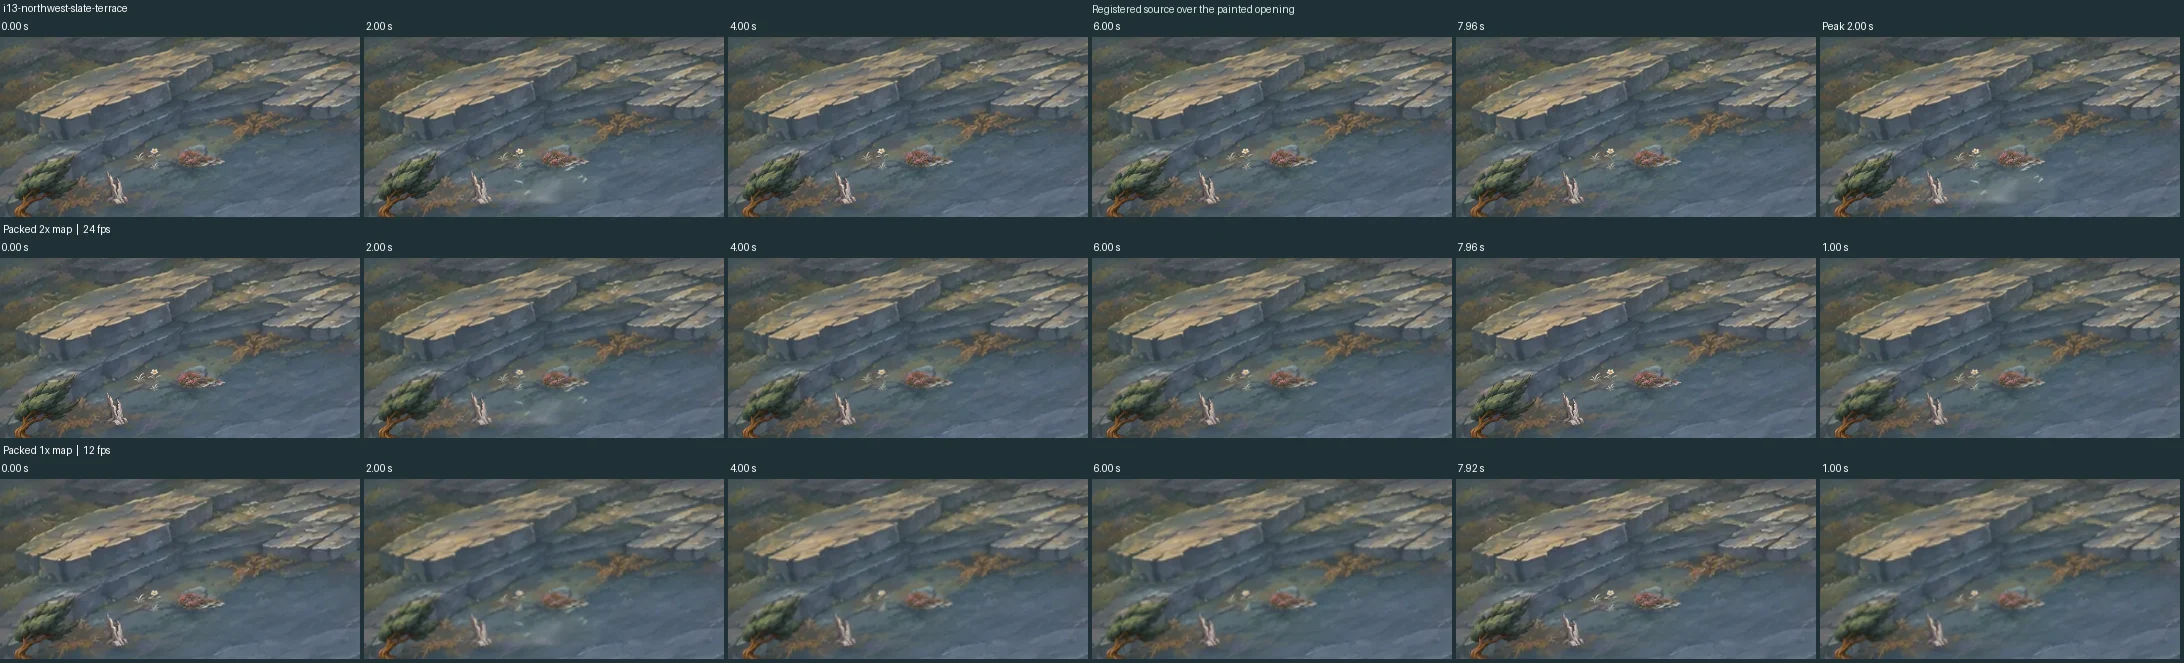 i13-northwest-slate-terrace
Registered source over the painted opening
0.00 s
2.00 s
4.00 s
6.00 s
7.96 s
Peak 2.00 s
Packed 2x map | 24 fps
0.00 s
2.00 s
4.00 s
6.00 s
7.96 s
1.00 s
Packed 1x map | 12 fps
0.00 s
2.00 s
4.00 s
6.00 s
7.92 s
1.00 s